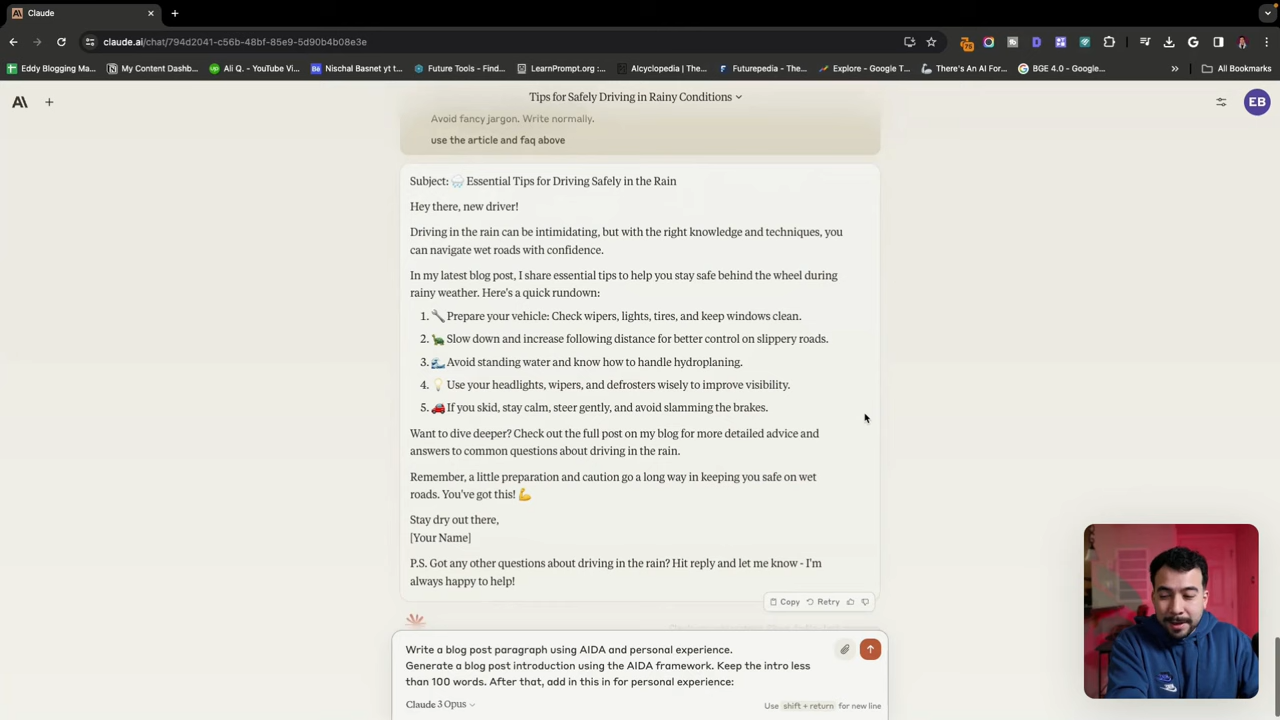 Claude
claude.ai/chat/794d2041-c56b-48bf-85e9-5d90b4b08e3e
75
Eddy Blogging Ma...
My Content Dashb...
Ali Q. - YouTube Vi...
Nischal Basnet yt t...
Future Tools - Find...
LearnPrompt.org :...
AIcyclopedia | The...
Futurepedia - The...
Explore - Google T...
There's An AI For...
BGE 4.0 - Google...
»
All Bookmarks
Tips for Safely Driving in Rainy Conditions
EB
Avoid fancy jargon. Write normally.
use the article and faq above
Subject: 🌧️ Essential Tips for Driving Safely in the Rain
Hey there, new driver!
Driving in the rain can be intimidating, but with the right knowledge and techniques, you
can navigate wet roads with confidence.
In my latest blog post, I share essential tips to help you stay safe behind the wheel during
rainy weather. Here's a quick rundown:
1. 🔧 Prepare your vehicle: Check wipers, lights, tires, and keep windows clean.
2. 🐢 Slow down and increase following distance for better control on slippery roads.
3. 🌊 Avoid standing water and know how to handle hydroplaning.
4. 💡 Use your headlights, wipers, and defrosters wisely to improve visibility.
5. 🚗 If you skid, stay calm, steer gently, and avoid slamming the brakes.
Want to dive deeper? Check out the full post on my blog for more detailed advice and
answers to common questions about driving in the rain.
Remember, a little preparation and caution go a long way in keeping you safe on wet
roads. You've got this! 💪
Stay dry out there,
[Your Name]
P.S. Got any other questions about driving in the rain? Hit reply and let me know - I'm
always happy to help!
Copy Retry
Write a blog post paragraph using AIDA and personal experience.
Generate a blog post introduction using the AIDA framework. Keep the intro less
than 100 words. After that, add in this in for personal experience:
Claude 3 Opus
Use shift + return for new line